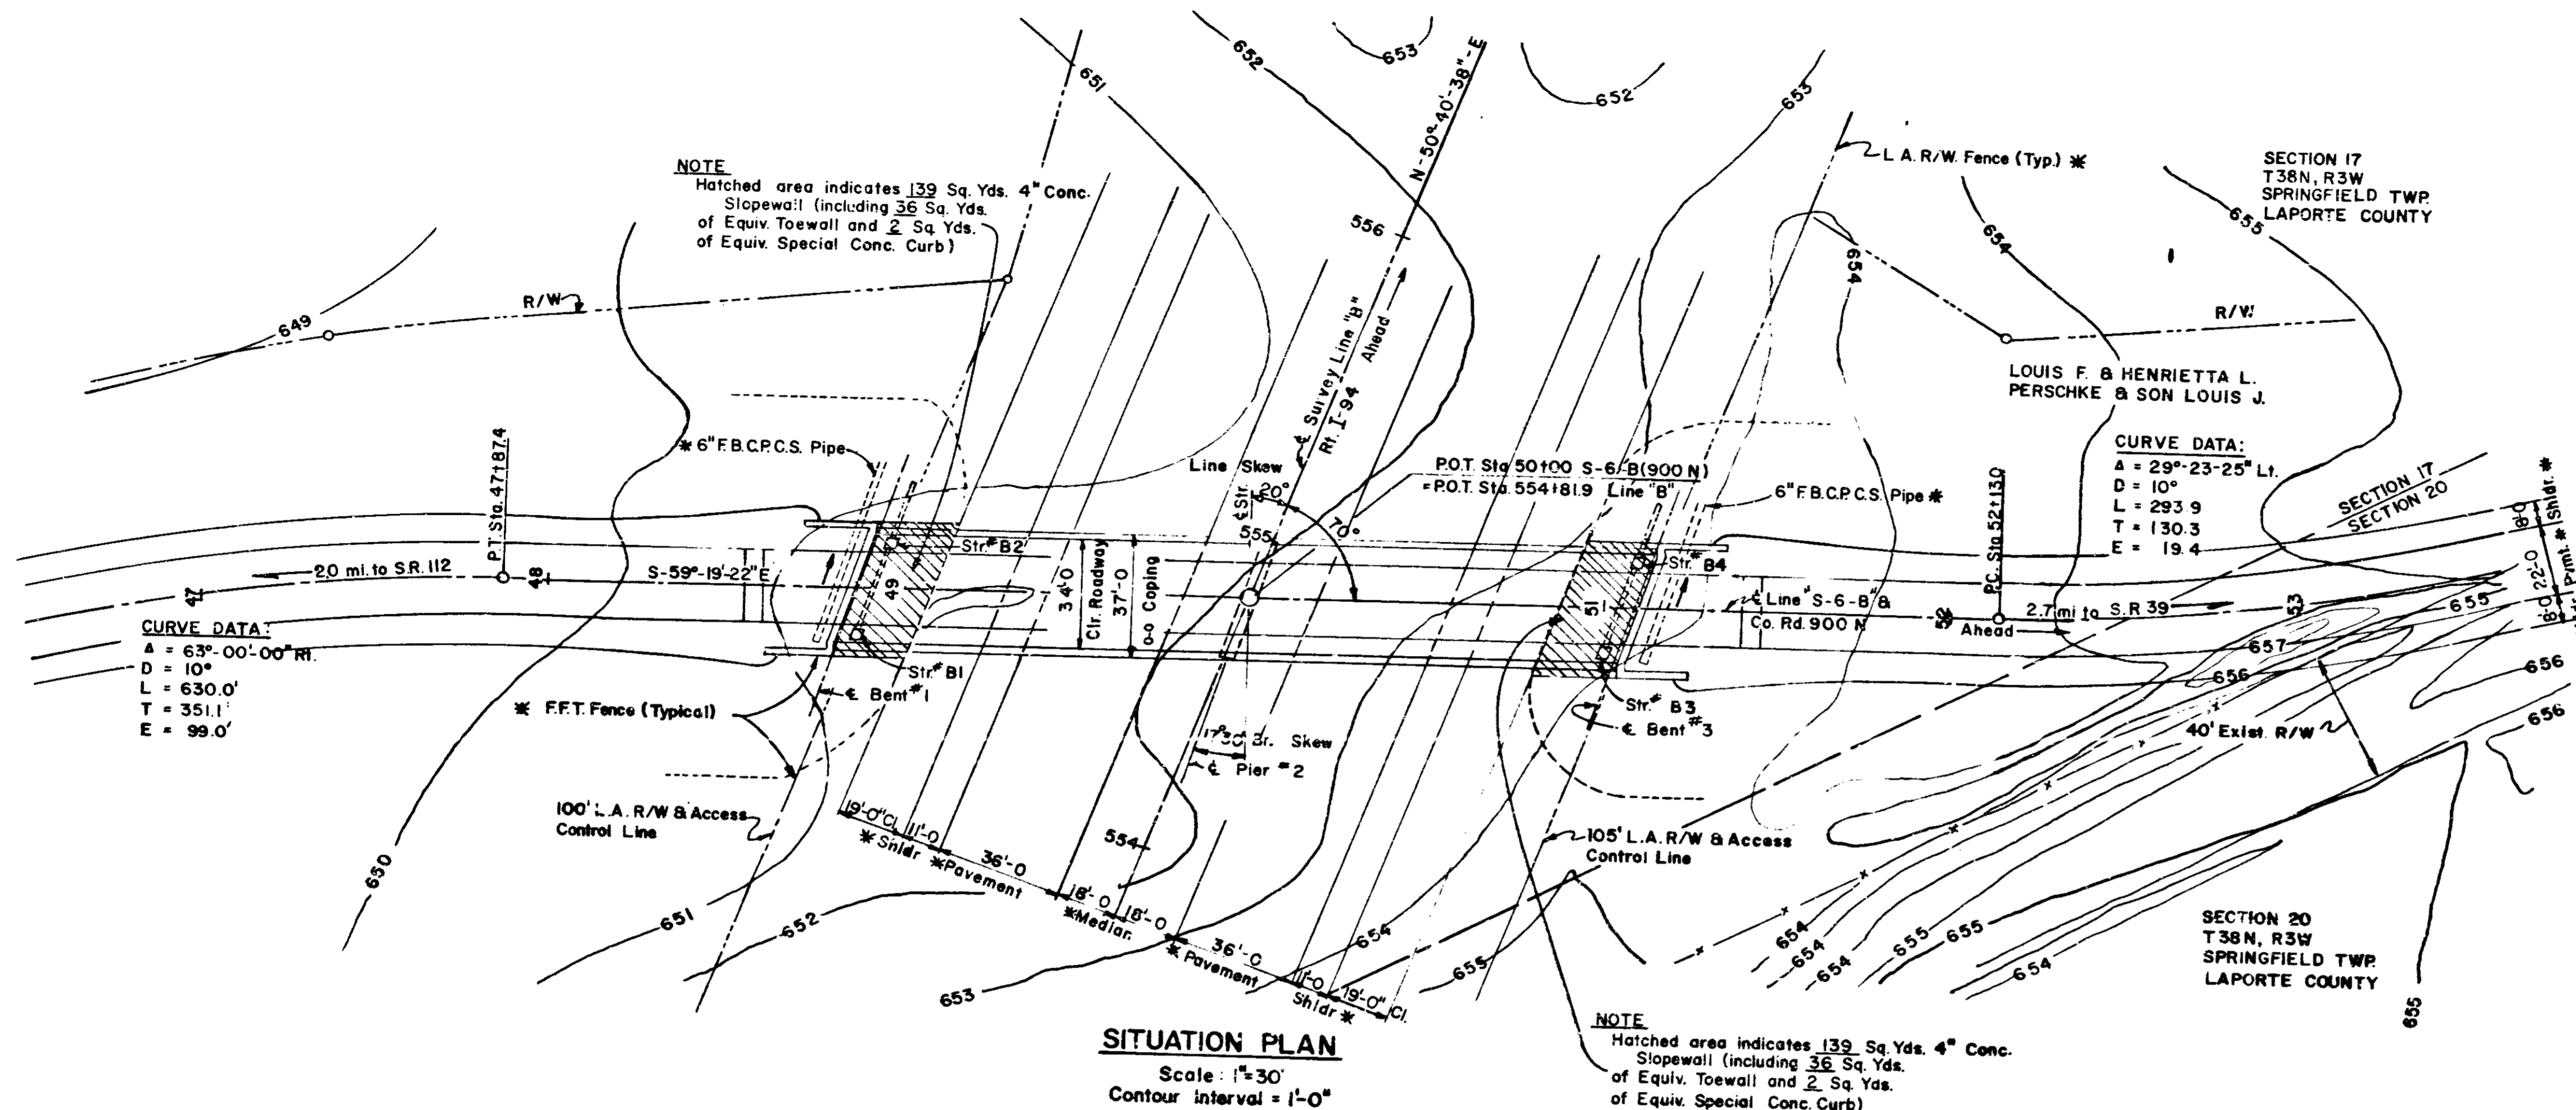 651
652
653
652
653
N-50°-40'-38"-E
L.A. R/W. Fence (Typ.) *
SECTION 17
T38N, R3W
SPRINGFIELD TWP.
LAPORTE COUNTY
655
654
654
NOTE
Hatched area indicates 139 Sq. Yds. 4" Conc.
Slopewall (including 36 Sq. Yds.
of Equiv. Toewall and 2 Sq. Yds.
of Equiv. Special Conc. Curb)
556
R/W
649
R/W
℄ Survey Line "B"
Rt. I-94
Ahead
LOUIS F. & HENRIETTA L.
PERSCHKE & SON LOUIS J.
CURVE DATA:
Δ = 29°-23-25" Lt.
D = 10°
L = 293.9
T = 130.3
E = 19.4
* 6" F.B.C.P.C.S. Pipe
P.T. Sta. 47+87.4
Line Skew
20°
70°
℄ Str.
555
P.O.T. Sta 50+00 S-6-B (900 N)
= P.O.T. Sta. 554+81.9 Line "B"
6" F.B.C.P.C.S. Pipe *
P.C. Sta 52+13.0
SECTION 17
SECTION 20
Shldr. *
8-0
22-0
Pvmt. *
8-0
20 mi. to S.R. 112
47
48
S-59°-19'-22" E
49
Str.# B2
34'-0
Clr. Roadway
37'-0
0-0 Coping
51
Str.# B4
℄ Line "S-6-B" &
Co. Rd. 900 N
52
Ahead
2.7 mi to S.R 39
53
655
657
656
656
656
CURVE DATA:
Δ = 63°-00'-00" Rt.
D = 10°
L = 630.0'
T = 351.1'
E = 99.0'
Str.# B1
℄ Bent #1
* F.F.T. Fence (Typical)
17°30' Br. Skew
℄ Pier #2
Str.# B3
℄ Bent #3
40' Exist. R/W
100' L.A. R/W & Access
Control Line
105' L.A. R/W & Access
Control Line
650
554
19'-0" Cl.
11'-0
* Shldr
36'-0
* Pavement
18'-0
18'-0
* Median
36'-0
* Pavement
11'-0
Shldr *
19'-0" Cl.
651
652
653
654
655
654
654
654
655
655
654
655
SECTION 20
T38N, R3W
SPRINGFIELD TWP.
LAPORTE COUNTY
SITUATION PLAN
Scale: 1"=30'
Contour Interval = 1'-0"
NOTE
Hatched area indicates 139 Sq. Yds. 4" Conc.
Slopewall (including 36 Sq. Yds.
of Equiv. Toewall and 2 Sq. Yds.
of Equiv. Special Conc. Curb)